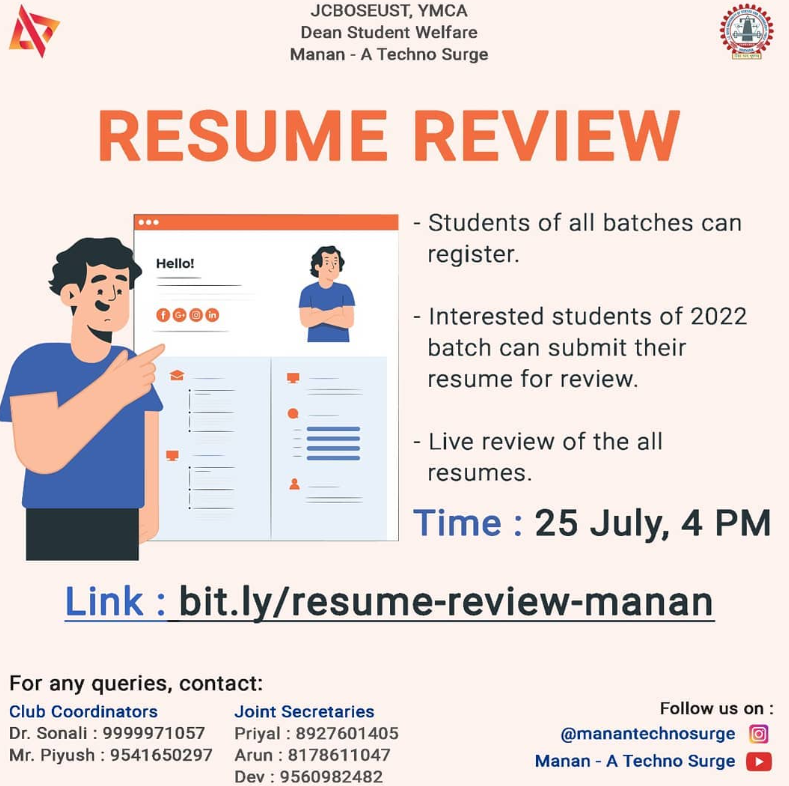 JCBOSEUST, YMCA
Dean Student Welfare
Manan - A Techno Surge
RESUME REVIEW
Hello!
- Students of all batches can
register.
- Interested students of 2022
batch can submit their
resume for review.
- Live review of the all
resumes.
Time : 25 July, 4 PM
Link : bit.ly/resume-review-manan
For any queries, contact:
Club Coordinators
Dr. Sonali : 9999971057
Mr. Piyush : 9541650297
Joint Secretaries
Priyal : 8927601405
Arun : 8178611047
Dev : 9560982482
Follow us on :
@manantechnosurge
Manan - A Techno Surge